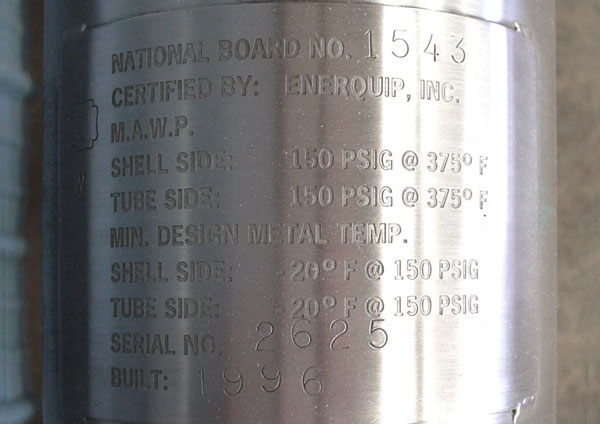 NATIONAL BOARD NO. 1543
CERTIFIED BY: ENERQUIP, INC.
M.A.W.P.
SHELL SIDE: 150 PSIG @ 375° F
TUBE SIDE: 150 PSIG @ 375° F
MIN. DESIGN METAL TEMP.
SHELL SIDE: -20° F @ 150 PSIG
TUBE SIDE: -20° F @ 150 PSIG
SERIAL NO. 2625
BUILT: 1996
W